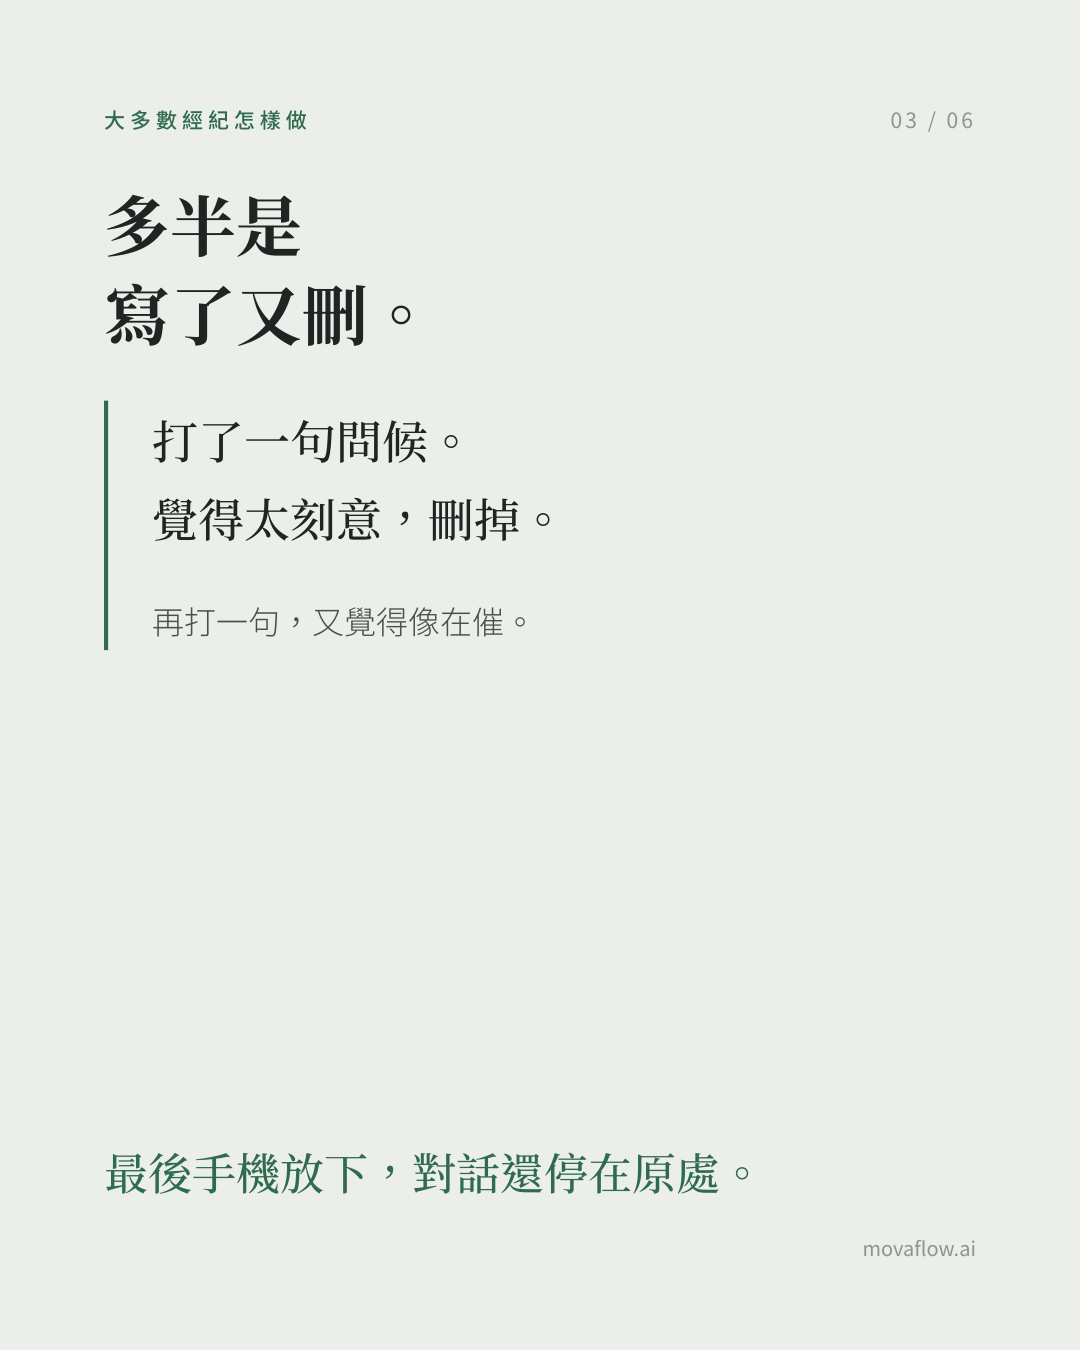 大多數經紀怎樣做
03 / 06
多半是
寫了又刪。
打了一句問候。
覺得太刻意，刪掉。
再打一句，又覺得像在催。
最後手機放下，對話還停在原處。
movaflow.ai